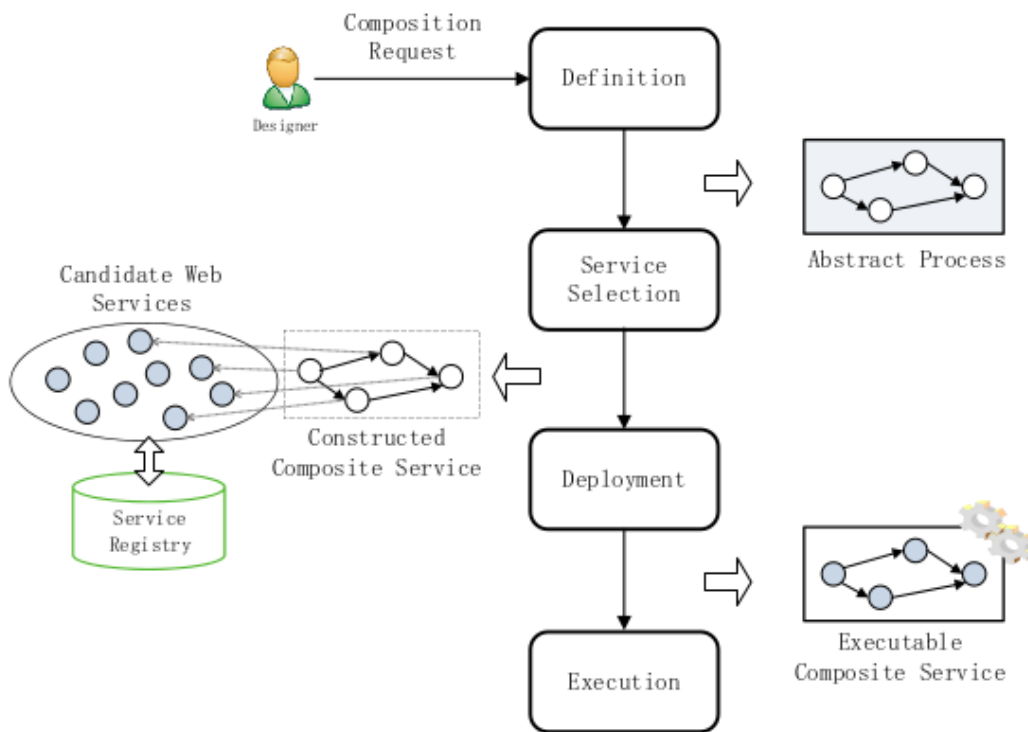 Composition
Request
Designer
Definition
Abstract Process
Service
Selection
Candidate Web
Services
Constructed
Composite Service
Service
Registry
Deployment
Executable
Composite Service
Execution